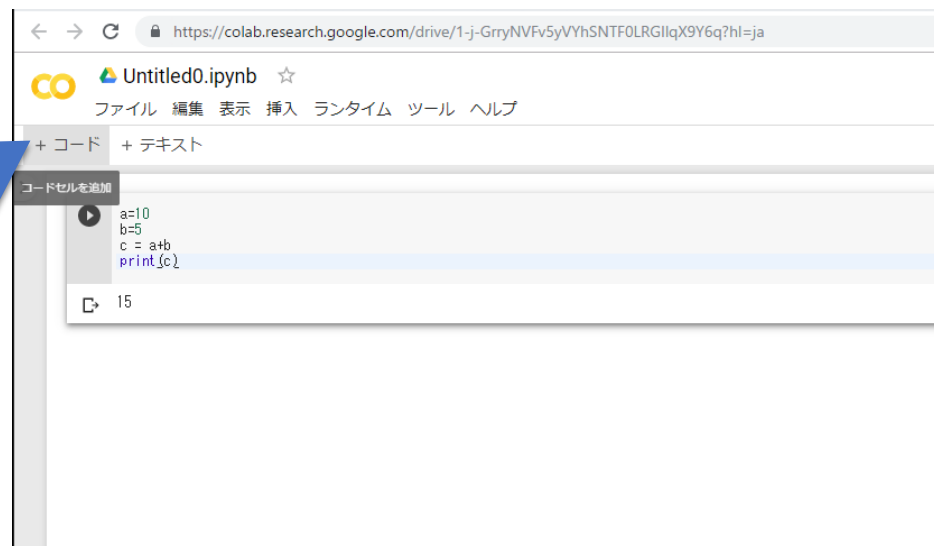 https://colab.research.google.com/drive/1-j-GrryNVFv5yVYhSNTF0LRGIlqX9Y6q?hl=ja
CO Untitled0.ipynb
ファイル 編集 表示 挿入 ランタイム ツール ヘルプ
+ コード + テキスト
コードセルを追加
a=10
b=5
c = a+b
print(c)
15